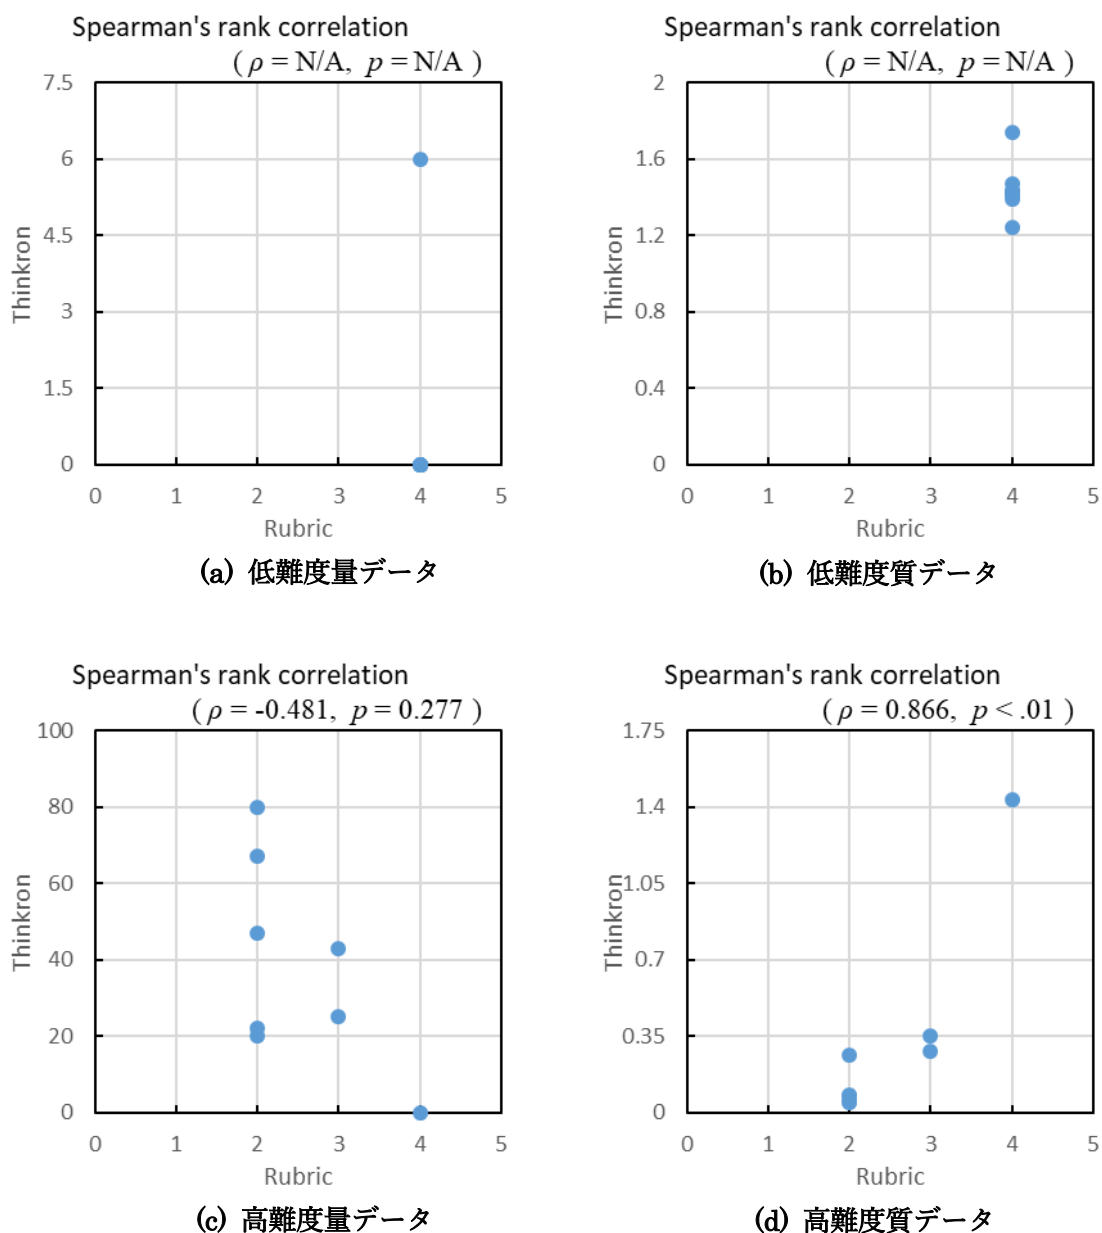 Spearman's rank correlation
( ρ = N/A, p = N/A )
7.5
6
4.5
3
1.5
0
Thinkron
0 1 2 3 4 5
Rubric
(a) 低難度量データ
Spearman's rank correlation
( ρ = N/A, p = N/A )
2
1.6
1.2
0.8
0.4
0
Thinkron
0 1 2 3 4 5
Rubric
(b) 低難度質データ
Spearman's rank correlation
( ρ = -0.481, p = 0.277 )
100
80
60
40
20
0
Thinkron
0 1 2 3 4 5
Rubric
(c) 高難度量データ
Spearman's rank correlation
( ρ = 0.866, p < .01 )
1.75
1.4
1.05
0.7
0.35
0
Thinkron
0 1 2 3 4 5
Rubric
(d) 高難度質データ